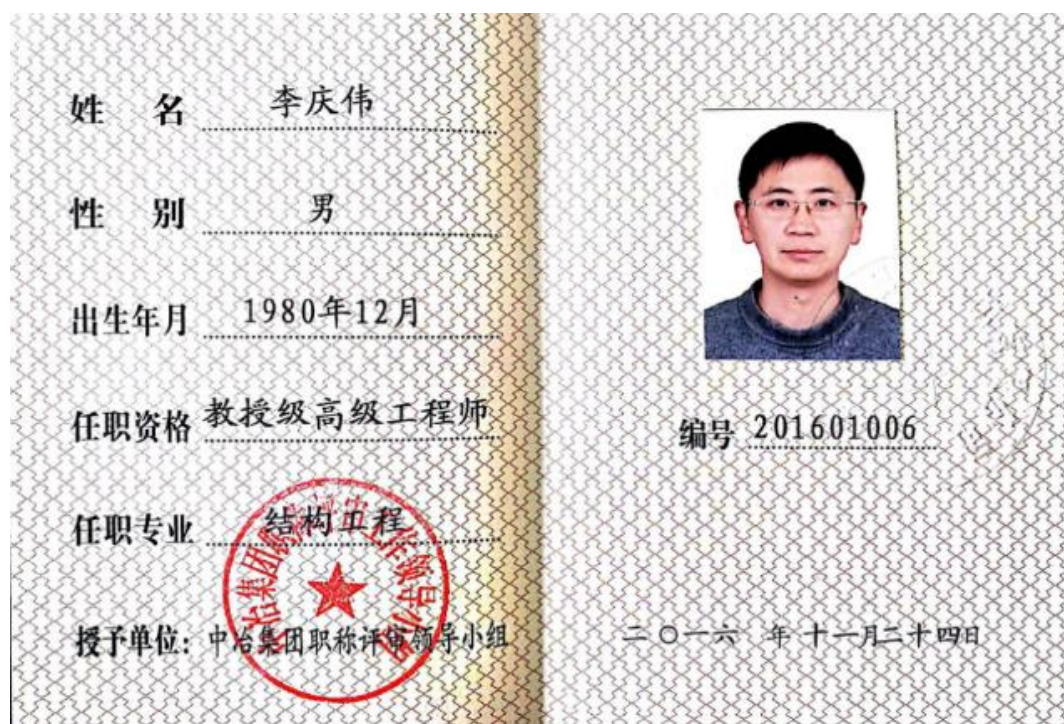 姓 名 李庆伟
性 别 男
出生年月 1980年12月
任职资格 教授级高级工程师
任职专业 结构工程
授予单位：中冶集团职称评审领导小组
编号 201601006
二〇一六 年 十一月二十四日